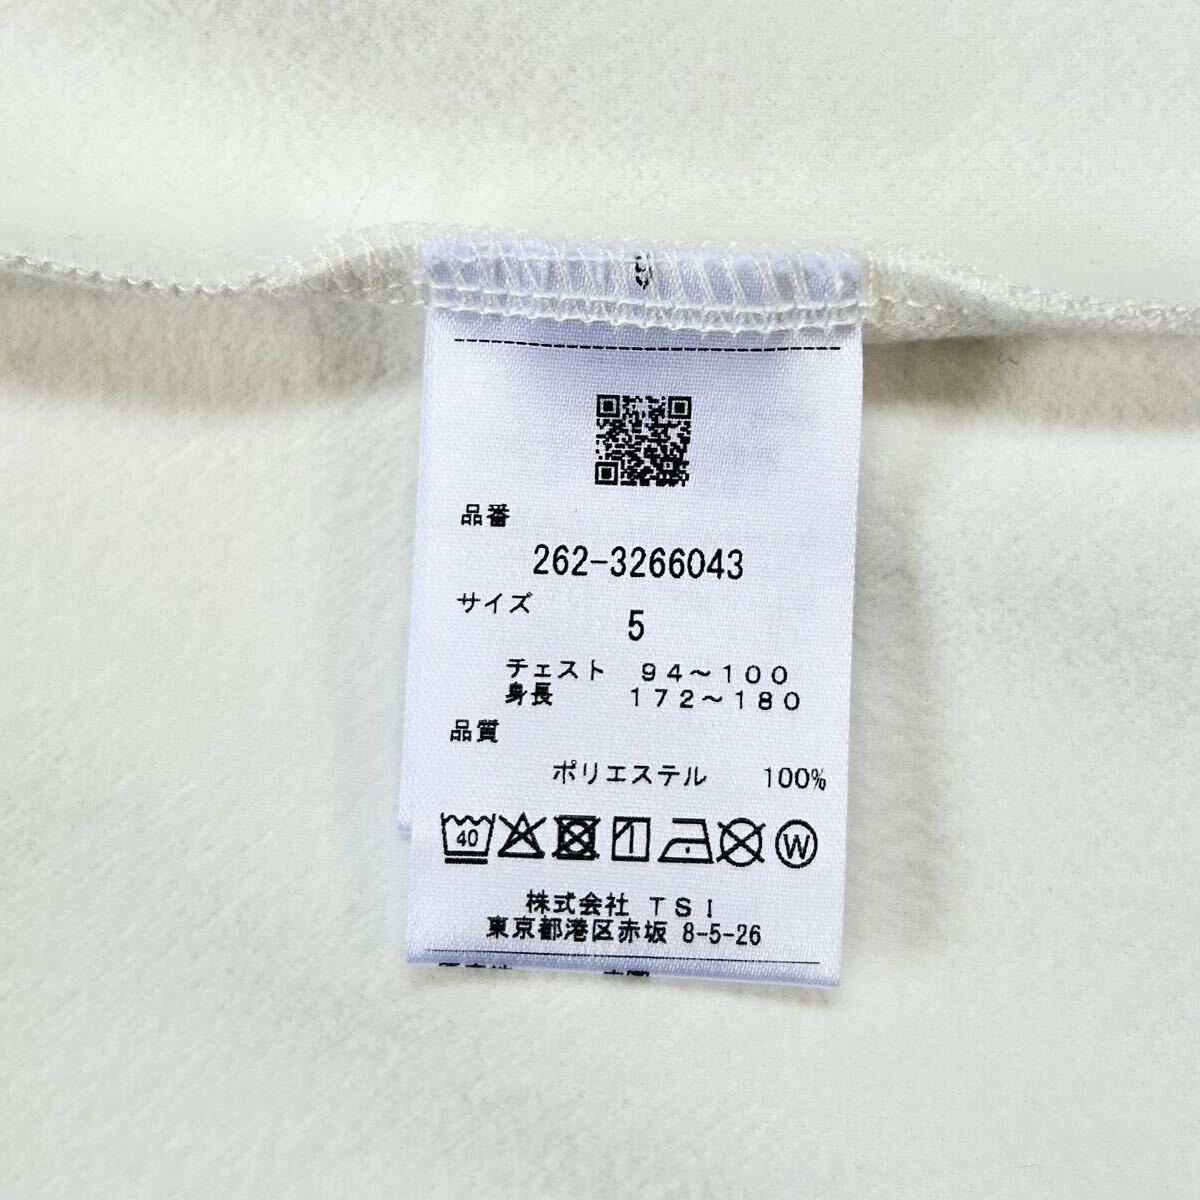 品番
262-3266043
サイズ
5
チェスト 94～100
身長 172～180
品質
ポリエステル 100%
40 W
株式会社 TSI
東京都港区赤坂 8-5-26